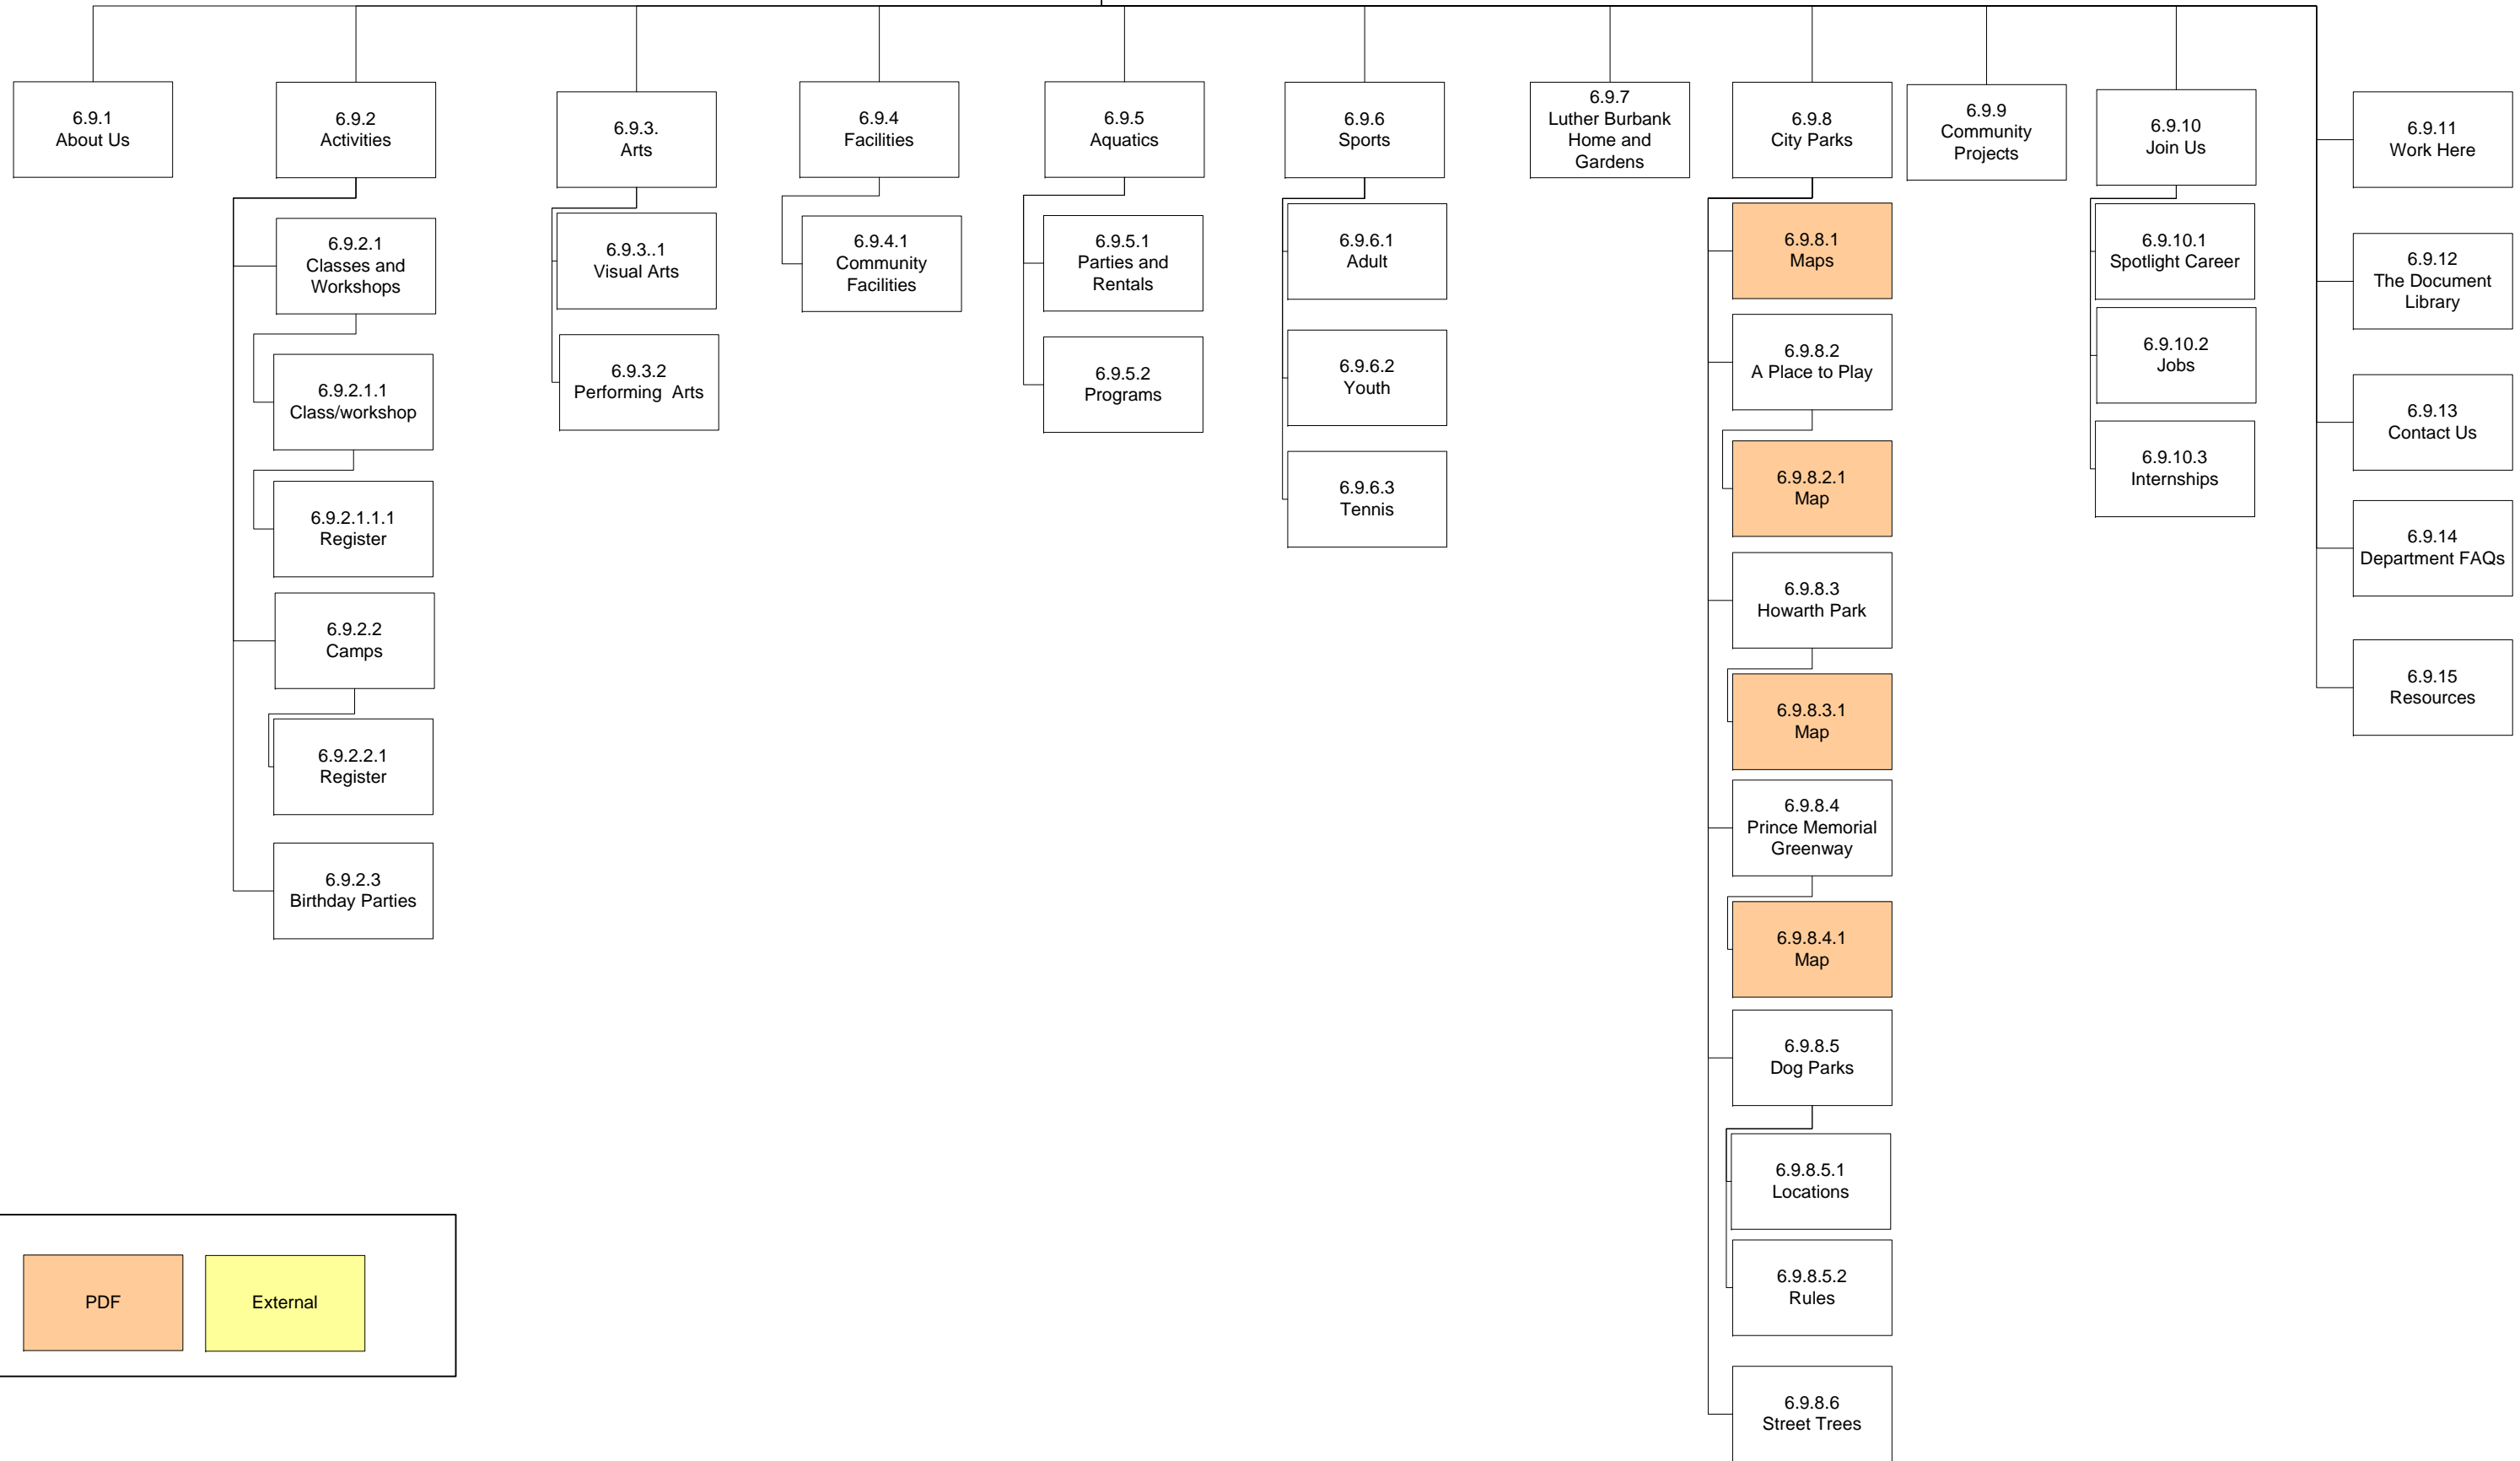 6.9.1
About Us
6.9.2
Activities
6.9.2.1
Classes and
Workshops
6.9.2.1.1
Class/workshop
6.9.2.1.1.1
Register
6.9.2.2
Camps
6.9.2.2.1
Register
6.9.2.3
Birthday Parties
6.9.3.
Arts
6.9.3..1
Visual Arts
6.9.3.2
Performing  Arts
6.9.4
Facilities
6.9.4.1
Community
Facilities
6.9.5
Aquatics
6.9.5.1
Parties and
Rentals
6.9.5.2
Programs
6.9.6
Sports
6.9.6.1
Adult
6.9.6.2
Youth
6.9.6.3
Tennis
6.9.7
Luther Burbank
Home and
Gardens
6.9.8
City Parks
6.9.8.1
Maps
6.9.8.2
A Place to Play
6.9.8.2.1
Map
6.9.8.3
Howarth Park
6.9.8.3.1
Map
6.9.8.4
Prince Memorial
Greenway
6.9.8.4.1
Map
6.9.8.5
Dog Parks
6.9.8.5.1
Locations
6.9.8.5.2
Rules
6.9.8.6
Street Trees
6.9.9
Community
Projects
6.9.10
Join Us
6.9.10.1
Spotlight Career
6.9.10.2
Jobs
6.9.10.3
Internships
6.9.11
Work Here
6.9.12
The Document
Library
6.9.13
Contact Us
6.9.14
Department FAQs
6.9.15
Resources
PDF
External